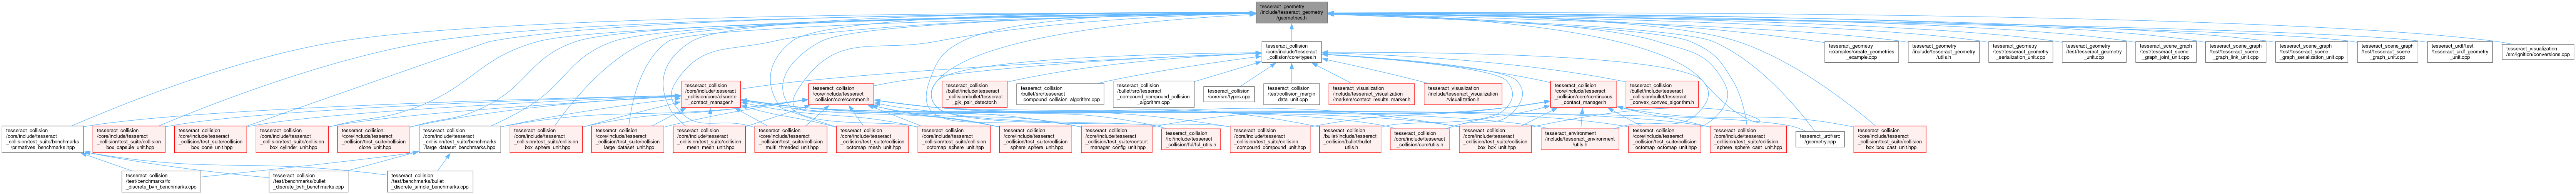 tesseract_geometry
/include/tesseract_geometry
/geometries.h
tesseract_collision
/core/include/tesseract
_collision/core/types.h
tesseract_geometry
/examples/create_geometries
_example.cpp
tesseract_geometry
/include/tesseract_geometry
/utils.h
tesseract_geometry
/test/tesseract_geometry
_serialization_unit.cpp
tesseract_geometry
/test/tesseract_geometry
_unit.cpp
tesseract_scene_graph
/test/tesseract_scene
_graph_joint_unit.cpp
tesseract_scene_graph
/test/tesseract_scene
_graph_link_unit.cpp
tesseract_scene_graph
/test/tesseract_scene
_graph_serialization_unit.cpp
tesseract_scene_graph
/test/tesseract_scene
_graph_unit.cpp
tesseract_urdf/test
/tesseract_urdf_geometry
_unit.cpp
tesseract_visualization
/src/ignition/conversions.cpp
tesseract_collision
/core/include/tesseract
_collision/core/discrete
_contact_manager.h
tesseract_collision
/core/include/tesseract
_collision/core/common.h
tesseract_collision
/bullet/include/tesseract
_collision/bullet/tesseract
_gjk_pair_detector.h
tesseract_collision
/bullet/src/tesseract
_compound_collision_algorithm.cpp
tesseract_collision
/bullet/src/tesseract
_compound_compound_collision
_algorithm.cpp
tesseract_collision
/core/src/types.cpp
tesseract_collision
/test/collision_margin
_data_unit.cpp
tesseract_visualization
/include/tesseract_visualization
/markers/contact_results_marker.h
tesseract_visualization
/include/tesseract_visualization
/visualization.h
tesseract_collision
/core/include/tesseract
_collision/core/continuous
_contact_manager.h
tesseract_collision
/bullet/include/tesseract
_collision/bullet/tesseract
_convex_convex_algorithm.h
tesseract_collision
/core/include/tesseract
_collision/test_suite/benchmarks
/primatives_benchmarks.hpp
tesseract_collision
/core/include/tesseract
_collision/test_suite/collision
_box_capsule_unit.hpp
tesseract_collision
/core/include/tesseract
_collision/test_suite/collision
_box_cone_unit.hpp
tesseract_collision
/core/include/tesseract
_collision/test_suite/collision
_box_cylinder_unit.hpp
tesseract_collision
/core/include/tesseract
_collision/test_suite/collision
_clone_unit.hpp
tesseract_collision
/core/include/tesseract
_collision/test_suite/benchmarks
/large_dataset_benchmarks.hpp
tesseract_collision
/core/include/tesseract
_collision/test_suite/collision
_box_sphere_unit.hpp
tesseract_collision
/core/include/tesseract
_collision/test_suite/collision
_large_dataset_unit.hpp
tesseract_collision
/core/include/tesseract
_collision/test_suite/collision
_mesh_mesh_unit.hpp
tesseract_collision
/core/include/tesseract
_collision/test_suite/collision
_multi_threaded_unit.hpp
tesseract_collision
/core/include/tesseract
_collision/test_suite/collision
_octomap_mesh_unit.hpp
tesseract_collision
/core/include/tesseract
_collision/test_suite/collision
_octomap_sphere_unit.hpp
tesseract_collision
/core/include/tesseract
_collision/test_suite/collision
_sphere_sphere_unit.hpp
tesseract_collision
/core/include/tesseract
_collision/test_suite/contact
_manager_config_unit.hpp
tesseract_collision
/fcl/include/tesseract
_collision/fcl/fcl_utils.h
tesseract_collision
/core/include/tesseract
_collision/test_suite/collision
_compound_compound_unit.hpp
tesseract_collision
/bullet/include/tesseract
_collision/bullet/bullet
_utils.h
tesseract_collision
/core/include/tesseract
_collision/core/utils.h
tesseract_collision
/core/include/tesseract
_collision/test_suite/collision
_box_box_unit.hpp
tesseract_environment
/include/tesseract_environment
/utils.h
tesseract_collision
/core/include/tesseract
_collision/test_suite/collision
_octomap_octomap_unit.hpp
tesseract_collision
/core/include/tesseract
_collision/test_suite/collision
_sphere_sphere_cast_unit.hpp
tesseract_urdf/src
/geometry.cpp
tesseract_collision
/core/include/tesseract
_collision/test_suite/collision
_box_box_cast_unit.hpp
tesseract_collision
/test/benchmarks/fcl
_discrete_bvh_benchmarks.cpp
tesseract_collision
/test/benchmarks/bullet
_discrete_bvh_benchmarks.cpp
tesseract_collision
/test/benchmarks/bullet
_discrete_simple_benchmarks.cpp